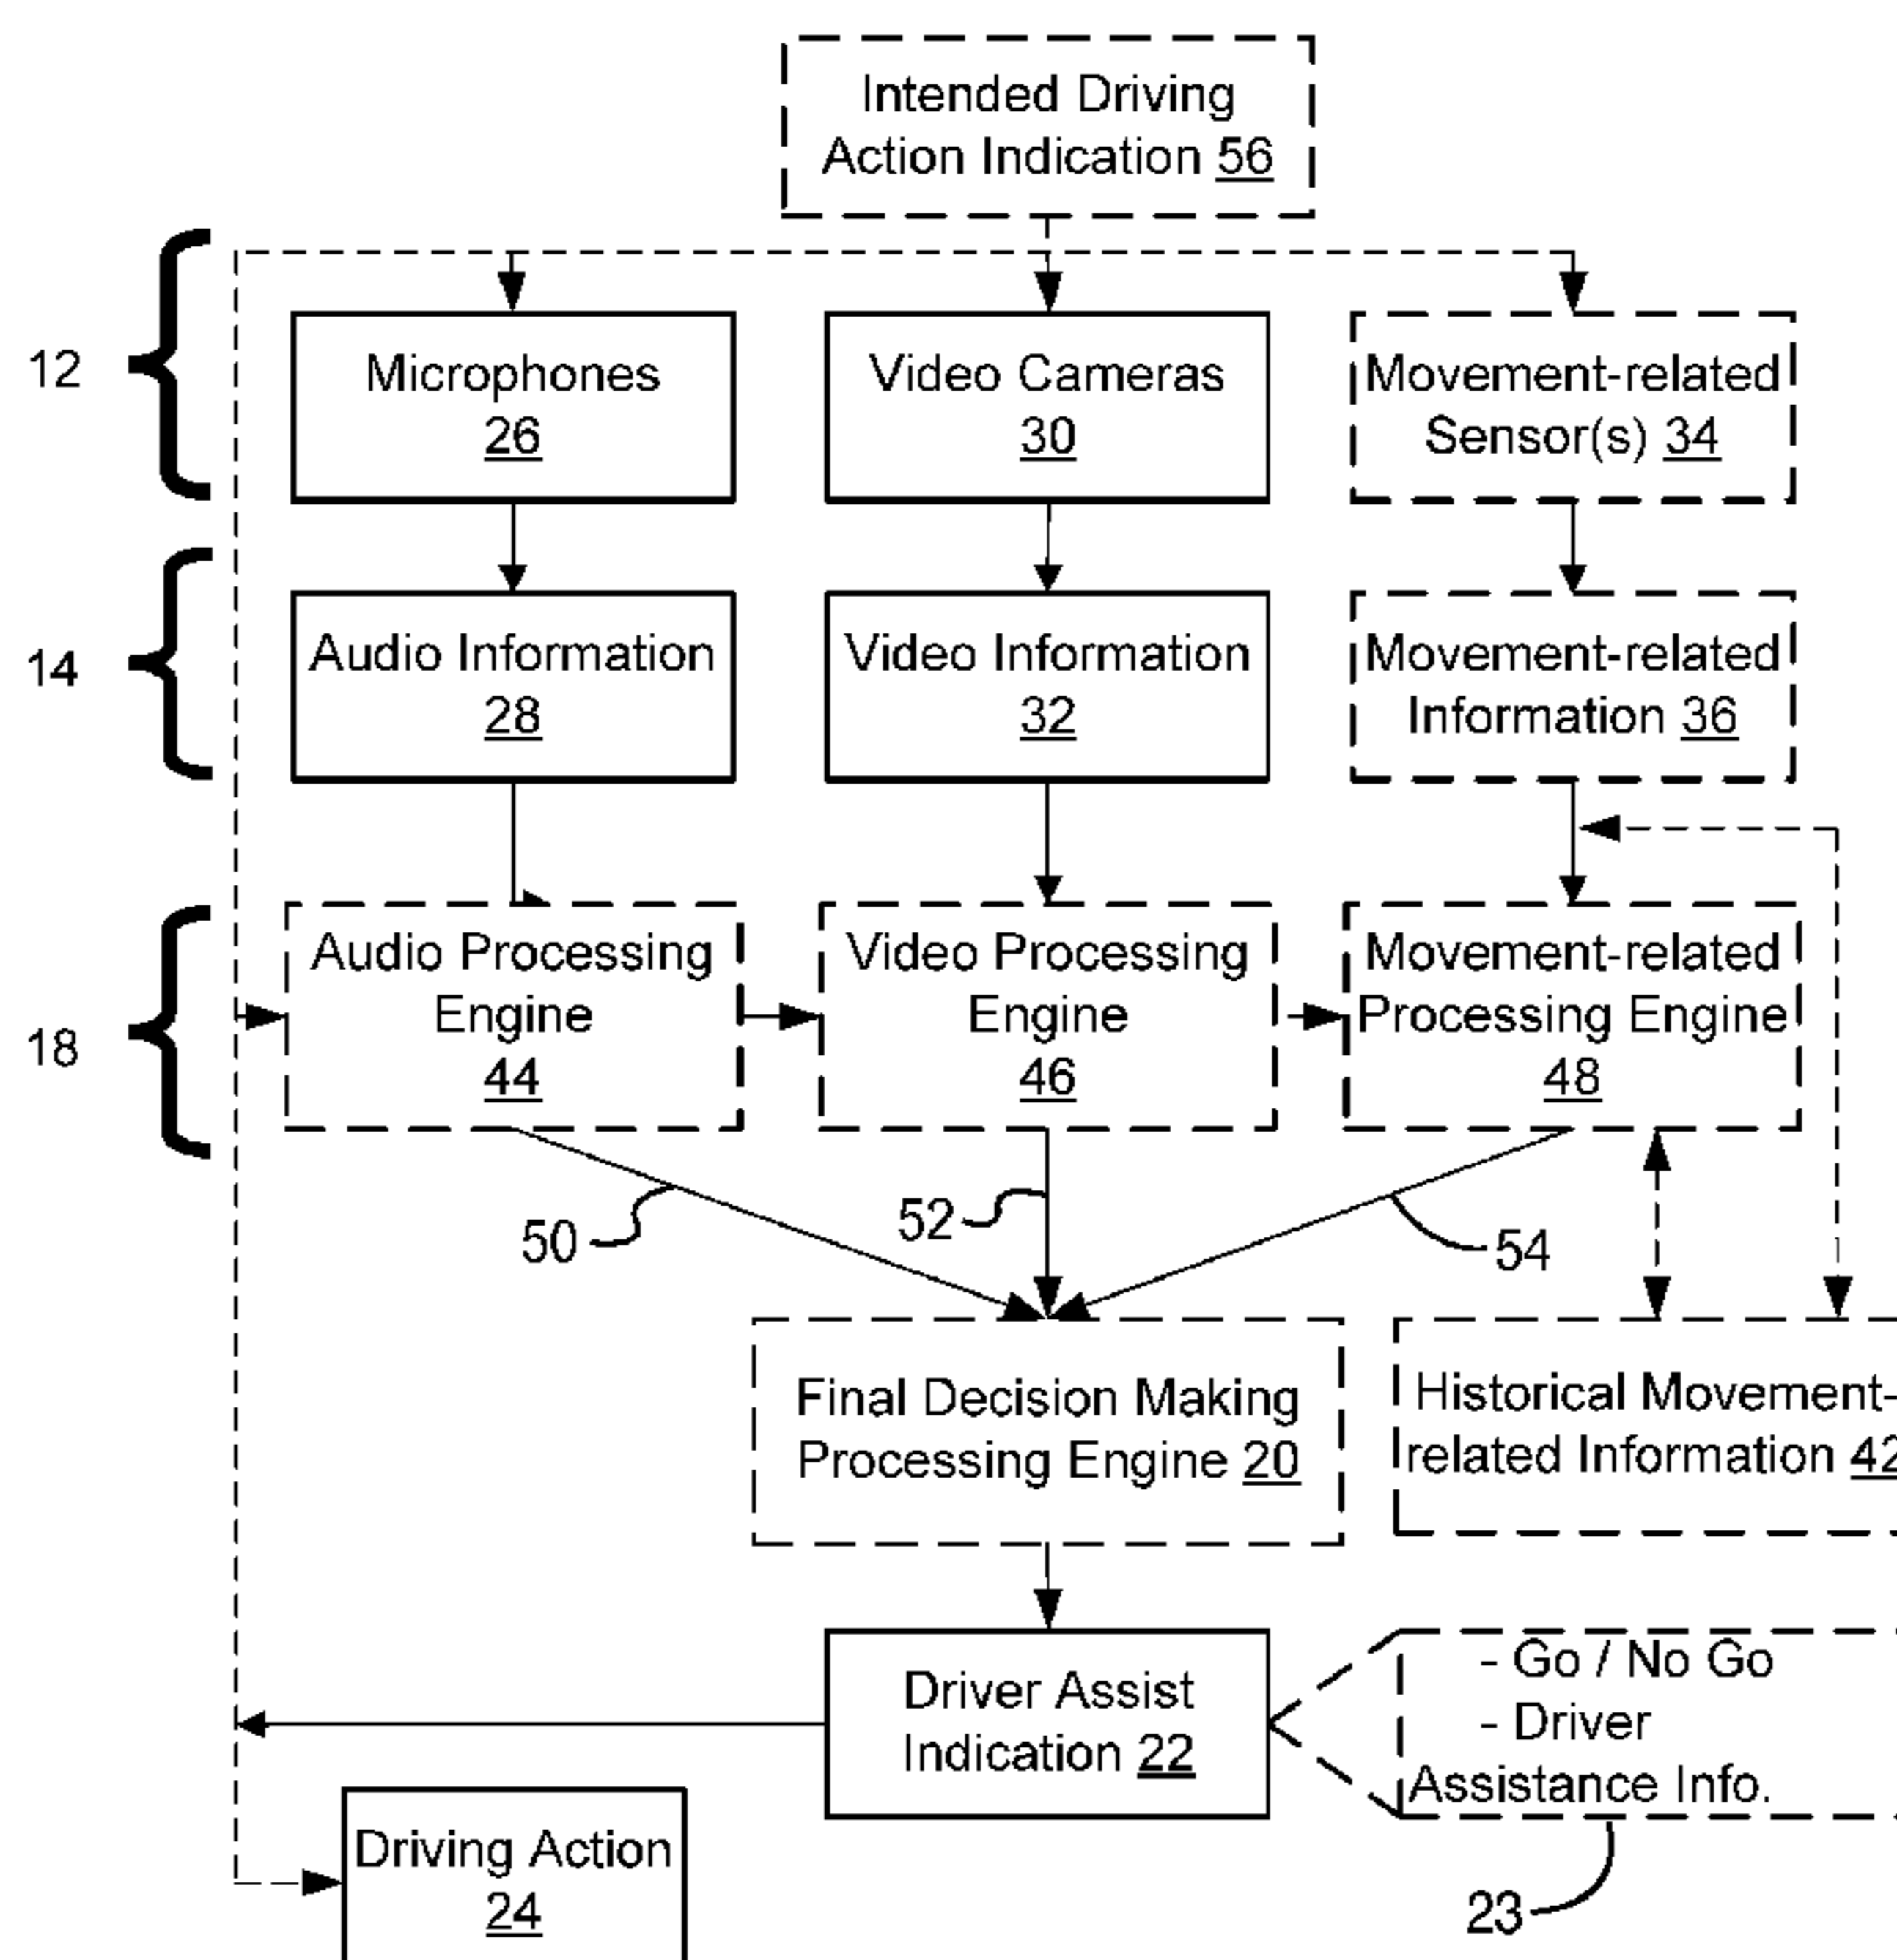 Intended Driving
Action Indication 56
12
Microphones
26
Video Cameras
30
Movement-related
Sensor(s) 34
14
Audio Information
28
Video Information
32
Movement-related
Information 36
18
Audio Processing
Engine
44
Video Processing
Engine
46
Movement-related
Processing Engine
48
50
52
54
Final Decision Making
Processing Engine 20
Historical Movement-
related Information 42
Driver Assist
Indication 22
- Go / No Go
- Driver
Assistance Info.
Driving Action
24
23